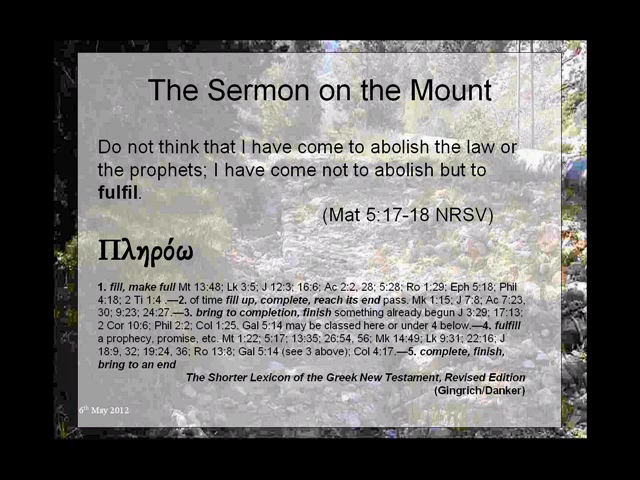 The Sermon on the Mount
Do not think that I have come to abolish the law or
the prophets; I have come not to abolish but to
fulfil.
(Mat 5:17-18 NRSV)
Πληρόω
1. fill, make full Mt 13:48; Lk 3:5; J 12:3; 16:6; Ac 2:2, 28; 5:28; Ro 1:29; Eph 5:18; Phil
4:18; 2 Ti 1:4 .—2. of time fill up, complete, reach its end pass. Mk 1:15; J 7:8; Ac 7:23,
30; 9:23; 24:27.—3. bring to completion, finish something already begun J 3:29; 17:13;
2 Cor 10:6; Phil 2:2; Col 1:25. Gal 5:14 may be classed here or under 4 below.—4. fulfill
a prophecy, promise, etc. Mt 1:22; 5:17; 13:35; 26:54, 56; Mk 14:49; Lk 9:31; 22:16; J
18:9, 32; 19:24, 36; Ro 13:8; Gal 5:14 (see 3 above); Col 4:17.—5. complete, finish,
bring to an end
The Shorter Lexicon of the Greek New Testament, Revised Edition
(Gingrich/Danker)
6th May 2012